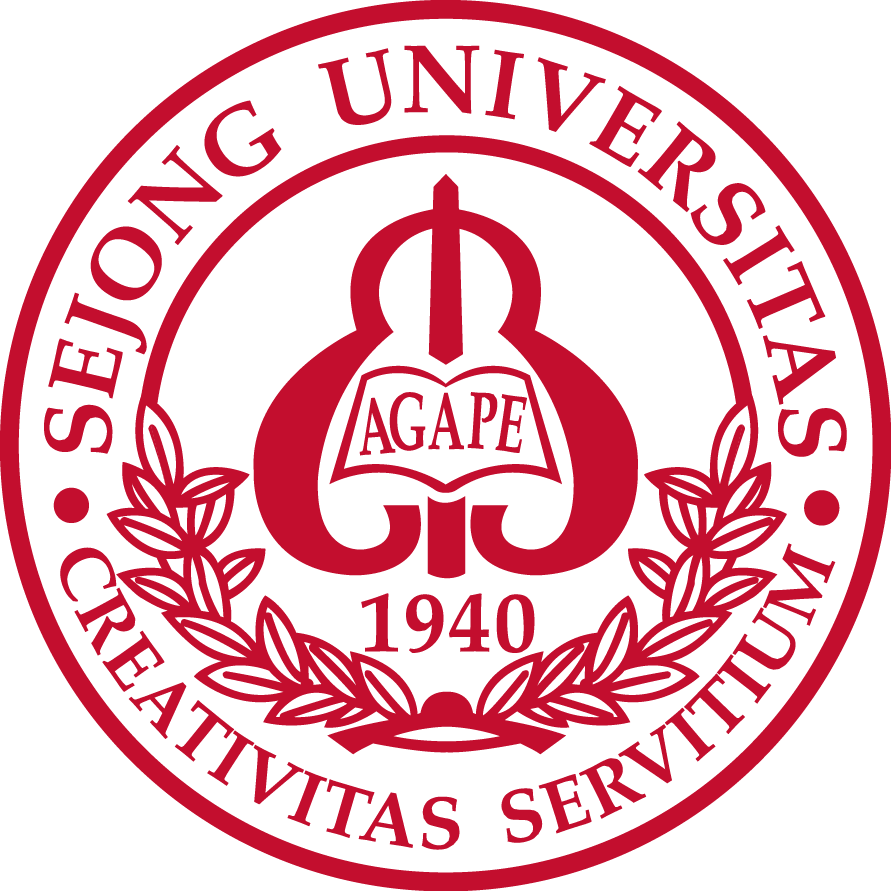 SEJONG UNIVERSITAS
AGAPE
1940
CREATIVITAS SERVITIUM